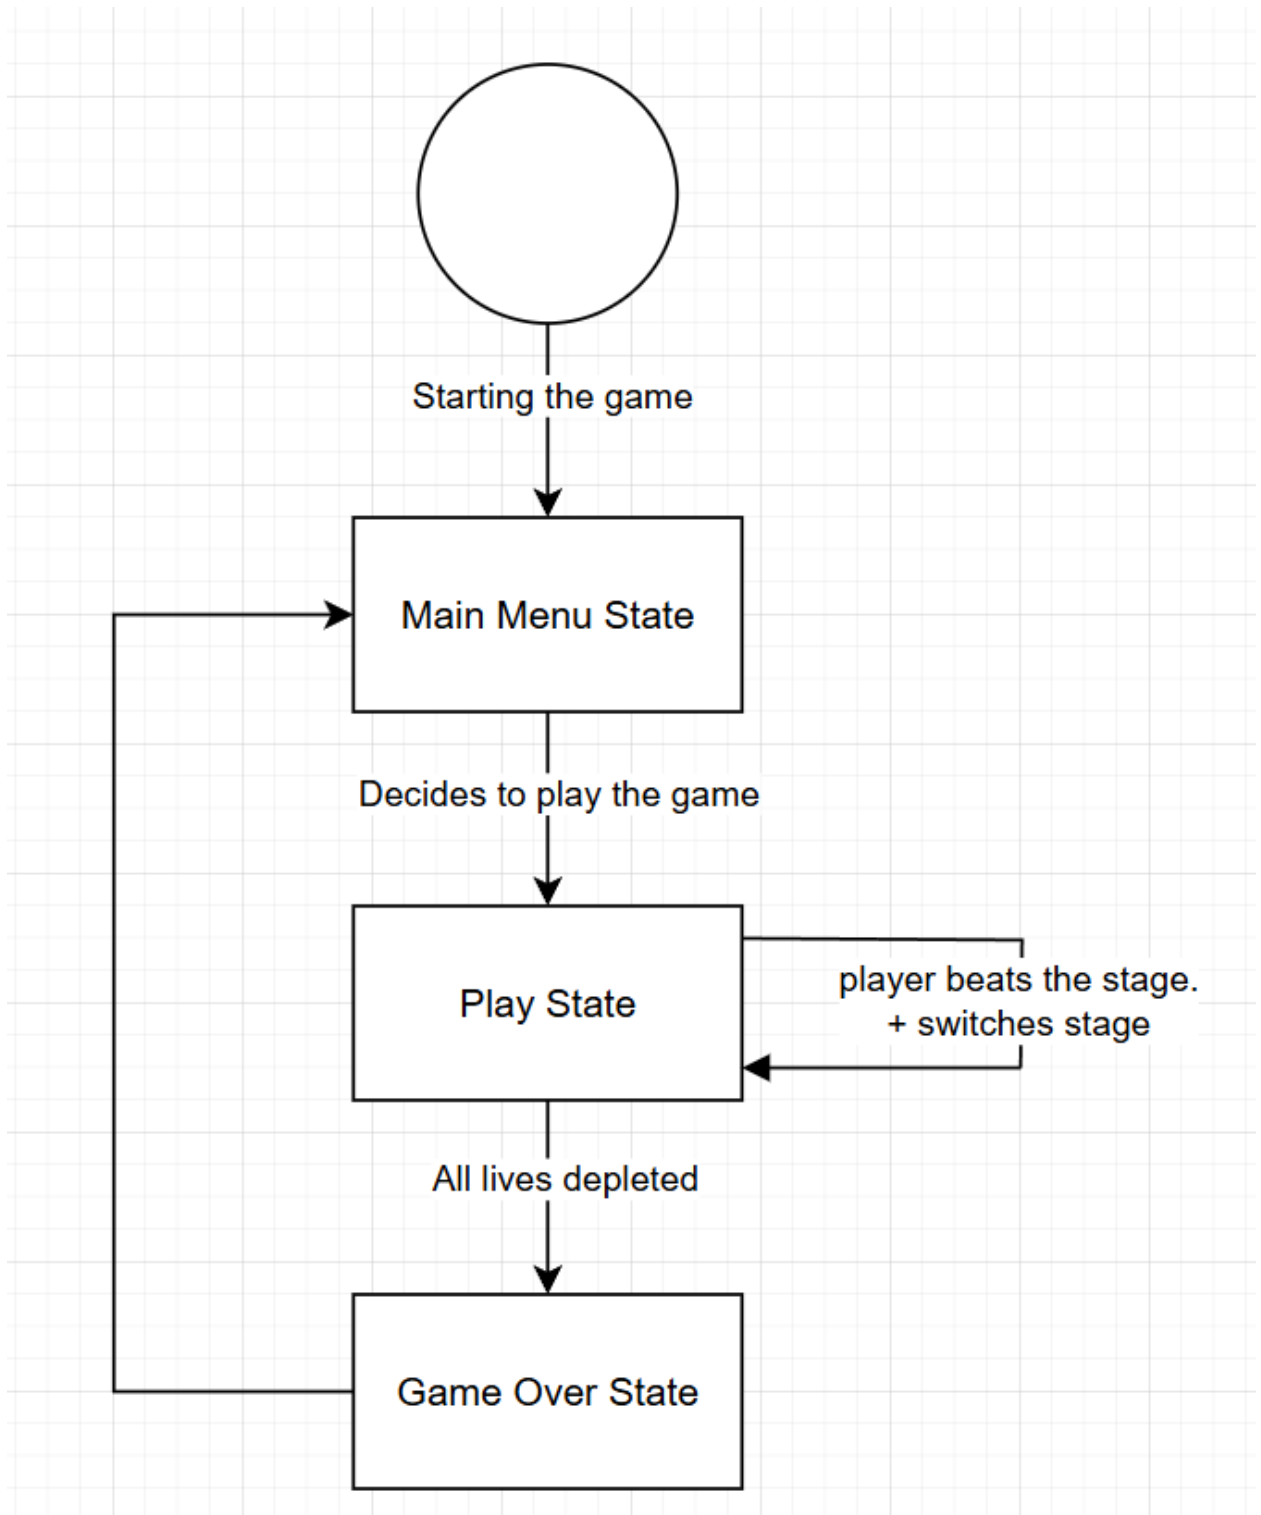 Starting the game
Main Menu State
Decides to play the game
Play State
player beats the stage.
+ switches stage
All lives depleted
Game Over State